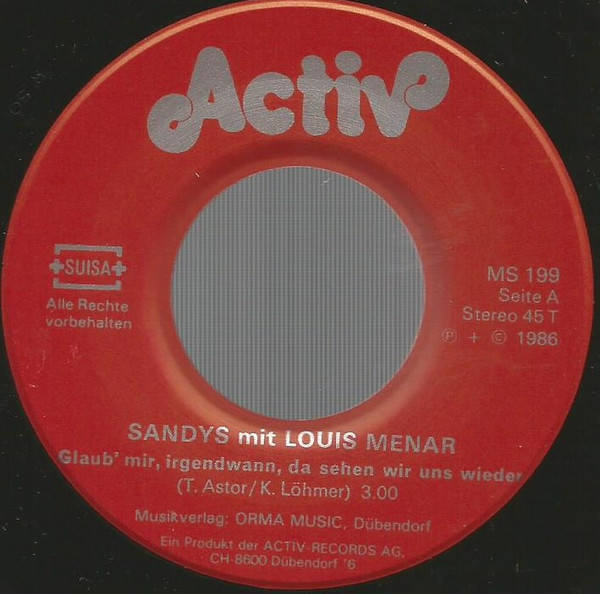 Activ
SUISA
Alle Rechte
vorbehalten
MS 199
Seite A
Stereo 45 T
Ⓟ + © 1986
SANDYS mit LOUIS MENAR
Glaub' mir, irgendwann, da sehen wir uns wieder
(T. Astor/K. Löhmer) 3.00
Musikverlag: ORMA MUSIC, Dübendorf
Ein Produkt der ACTIV-RECORDS AG,
CH-8600 Dübendorf '6